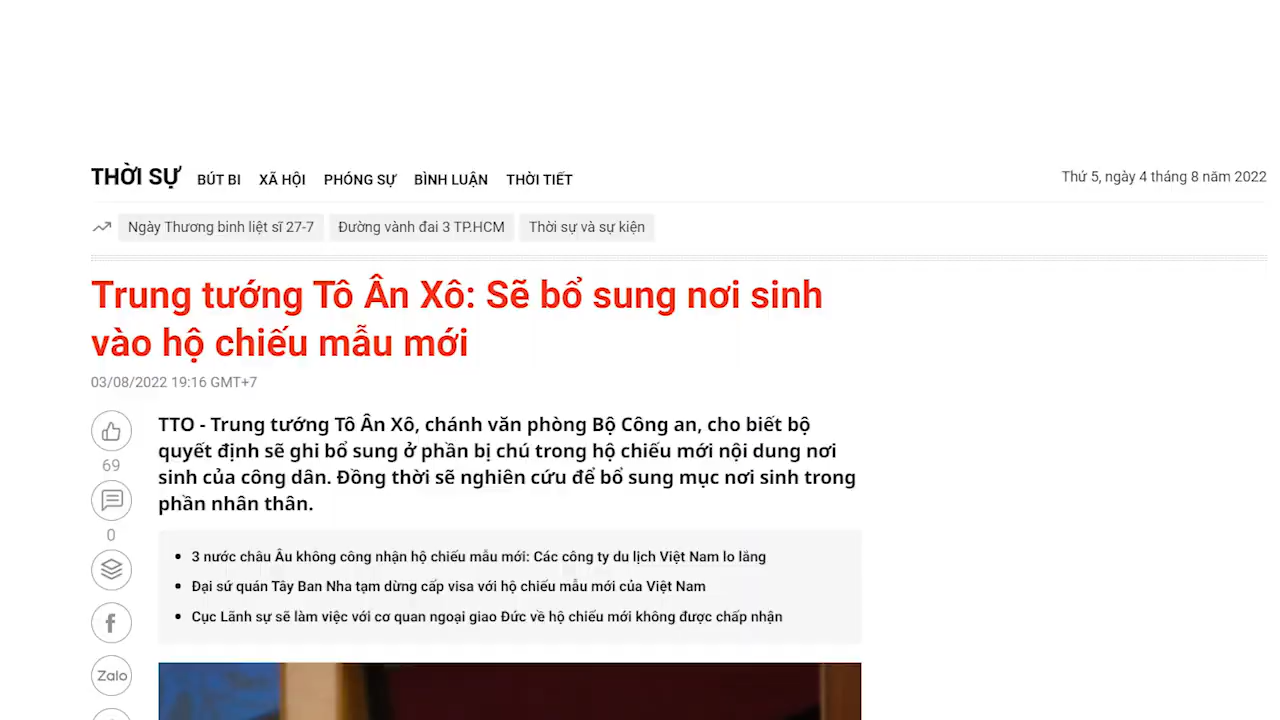 THỜI SỰ BÚT BI XÃ HỘI PHÓNG SỰ BÌNH LUẬN THỜI TIẾT Thứ 5, ngày 4 tháng 8 năm 2022
Ngày Thương binh liệt sĩ 27-7 Đường vành đai 3 TP.HCM Thời sự và sự kiện
Trung tướng Tô Ân Xô: Sẽ bổ sung nơi sinh
vào hộ chiếu mẫu mới
03/08/2022 19:16 GMT+7
TTO - Trung tướng Tô Ân Xô, chánh văn phòng Bộ Công an, cho biết bộ
quyết định sẽ ghi bổ sung ở phần bị chú trong hộ chiếu mới nội dung nơi
sinh của công dân. Đồng thời sẽ nghiên cứu để bổ sung mục nơi sinh trong
phần nhân thân.
69
0
3 nước châu Âu không công nhận hộ chiếu mẫu mới: Các công ty du lịch Việt Nam lo lắng
Đại sứ quán Tây Ban Nha tạm dừng cấp visa với hộ chiếu mẫu mới của Việt Nam
Cục Lãnh sự sẽ làm việc với cơ quan ngoại giao Đức về hộ chiếu mới không được chấp nhận
f
Zalo